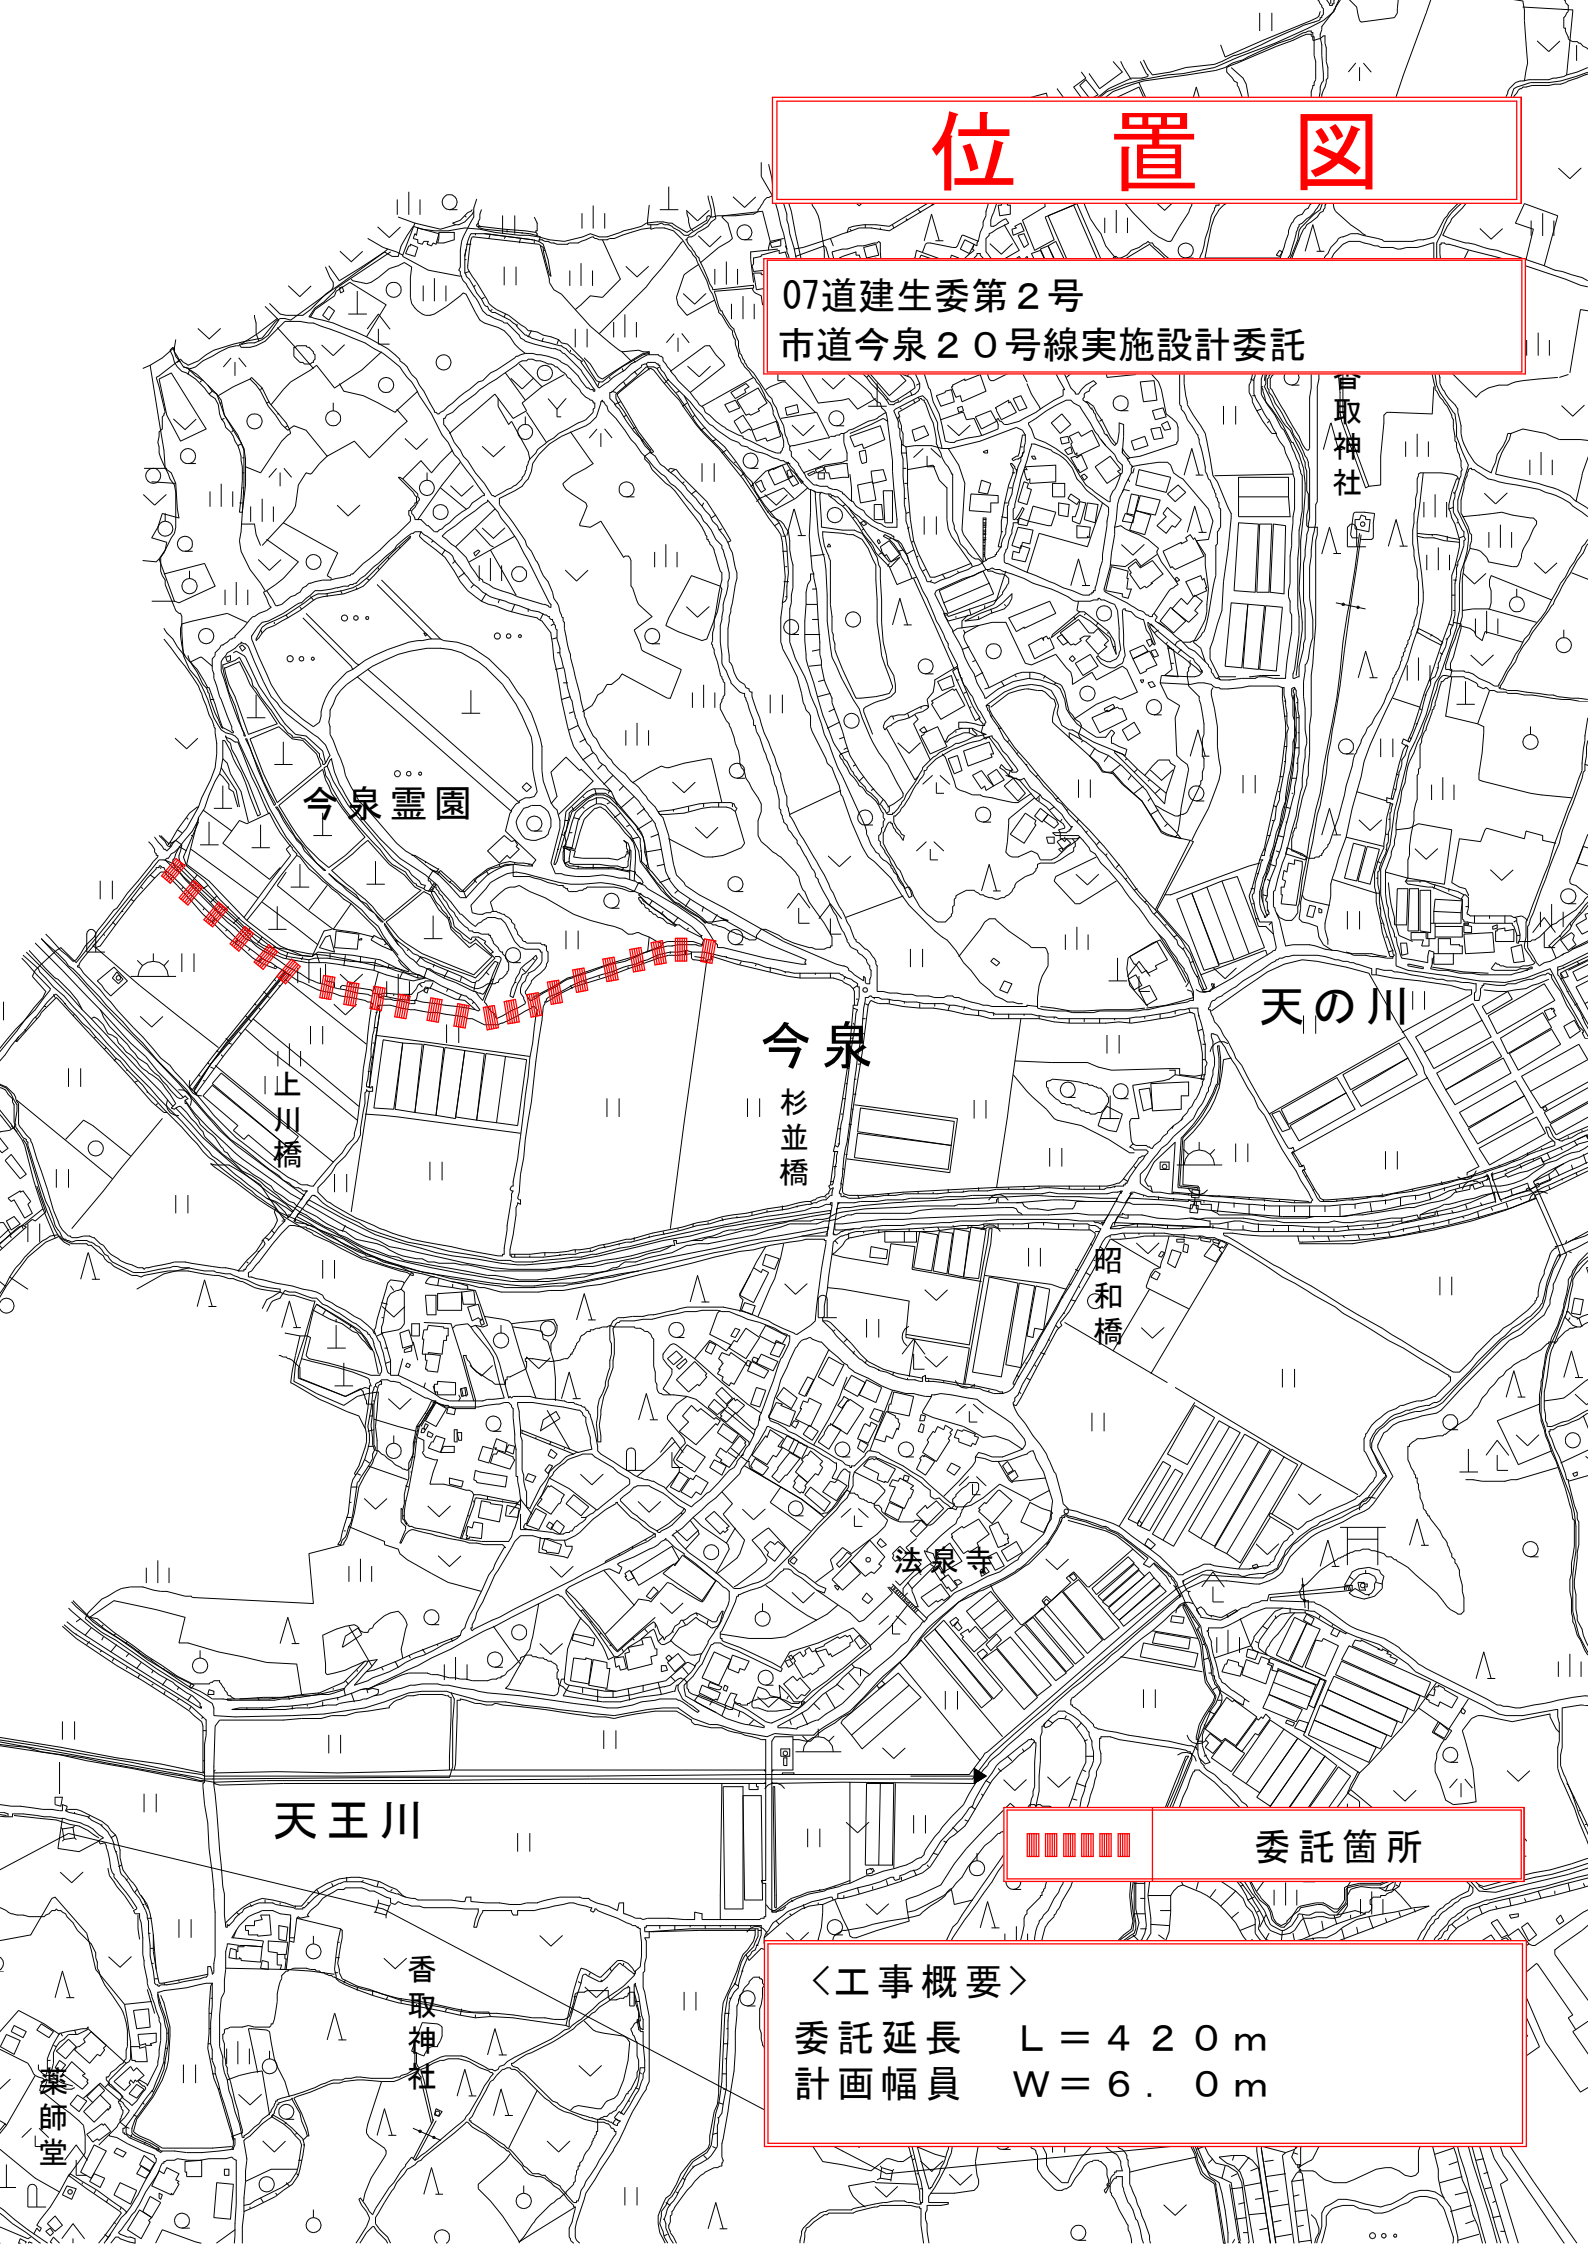 位置図
07道建生委第２号
市道今泉２０号線実施設計委託
香取神社
今泉霊園
天の川
今泉
上川橋
杉並橋
昭和橋
法泉寺
天王川
委託箇所
香取神社
薬師堂
〈工事概要〉
委託延長　Ｌ＝４２０ｍ
計画幅員　Ｗ＝６．０ｍ